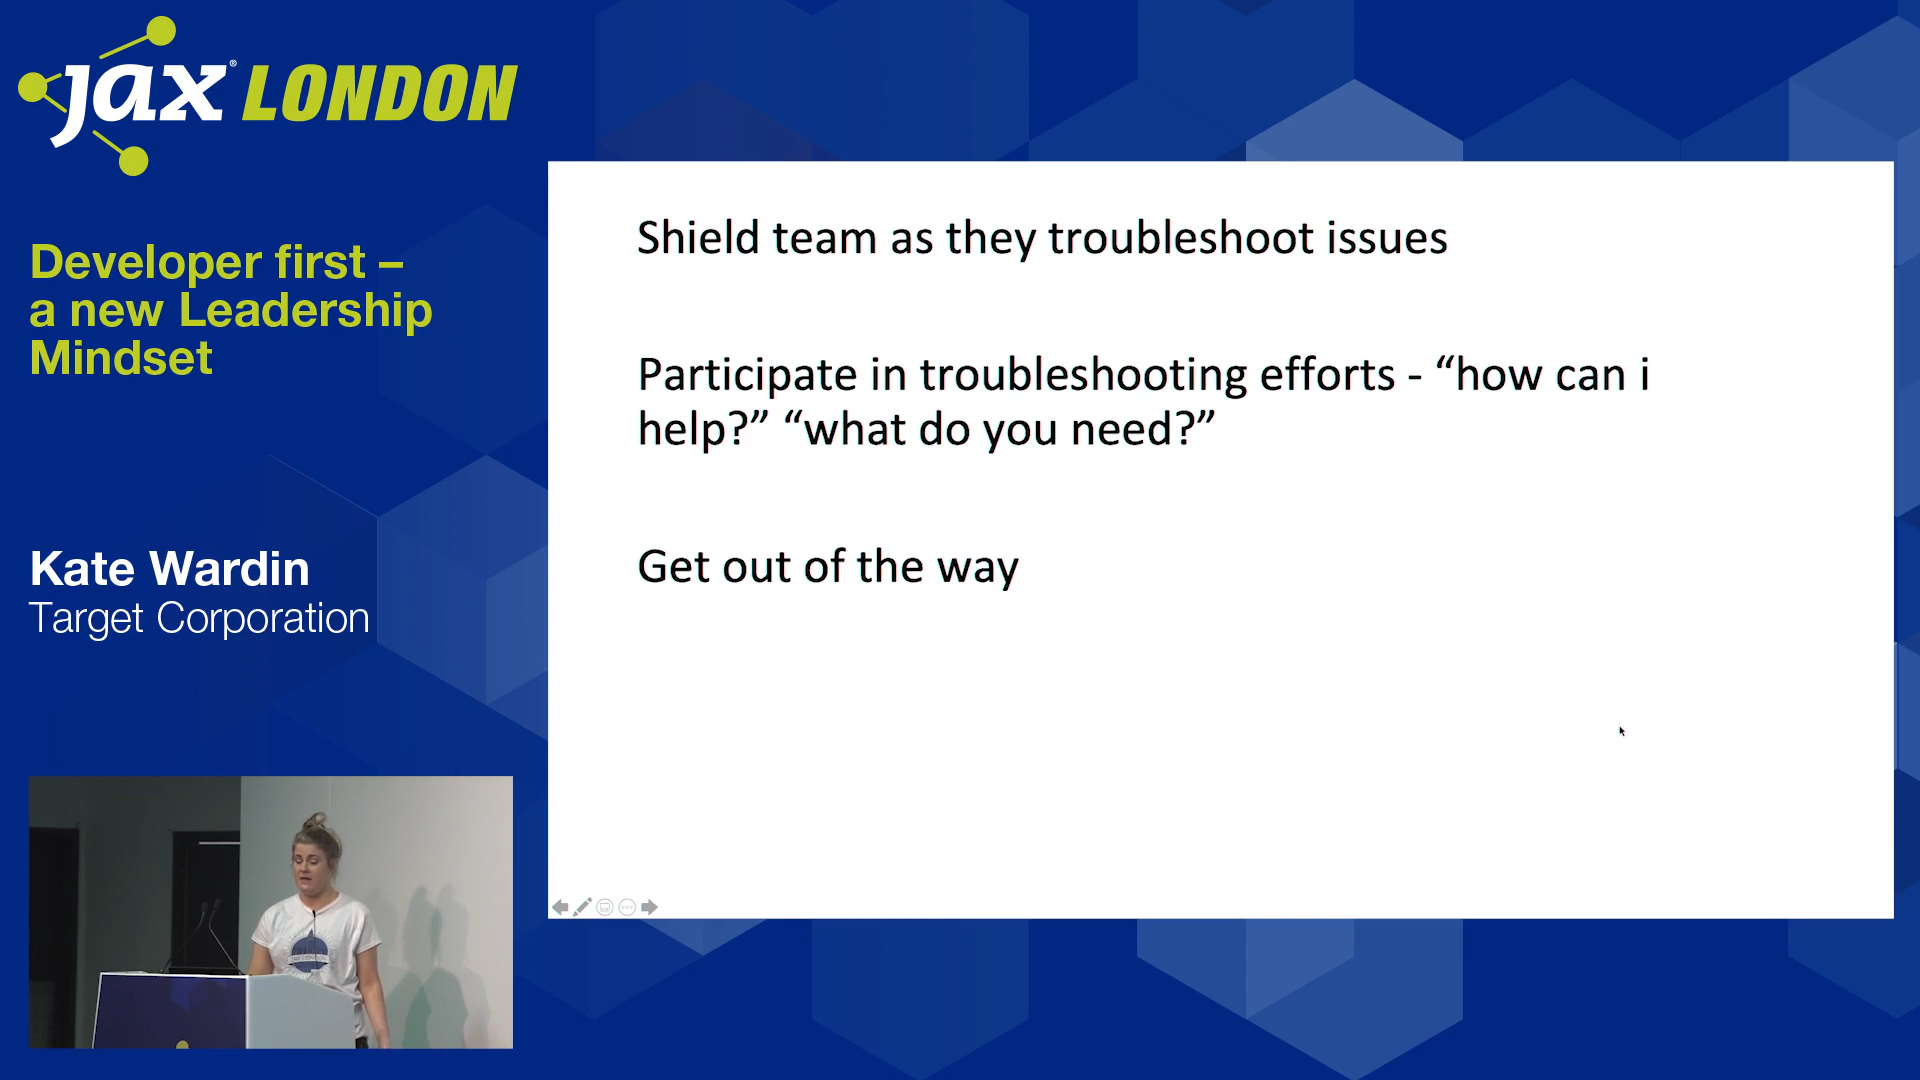 jax® LONDON
Developer first –
a new Leadership
Mindset
Kate Wardin
Target Corporation
Shield team as they troubleshoot issues
Participate in troubleshooting efforts - “how can i
help?” “what do you need?”
Get out of the way